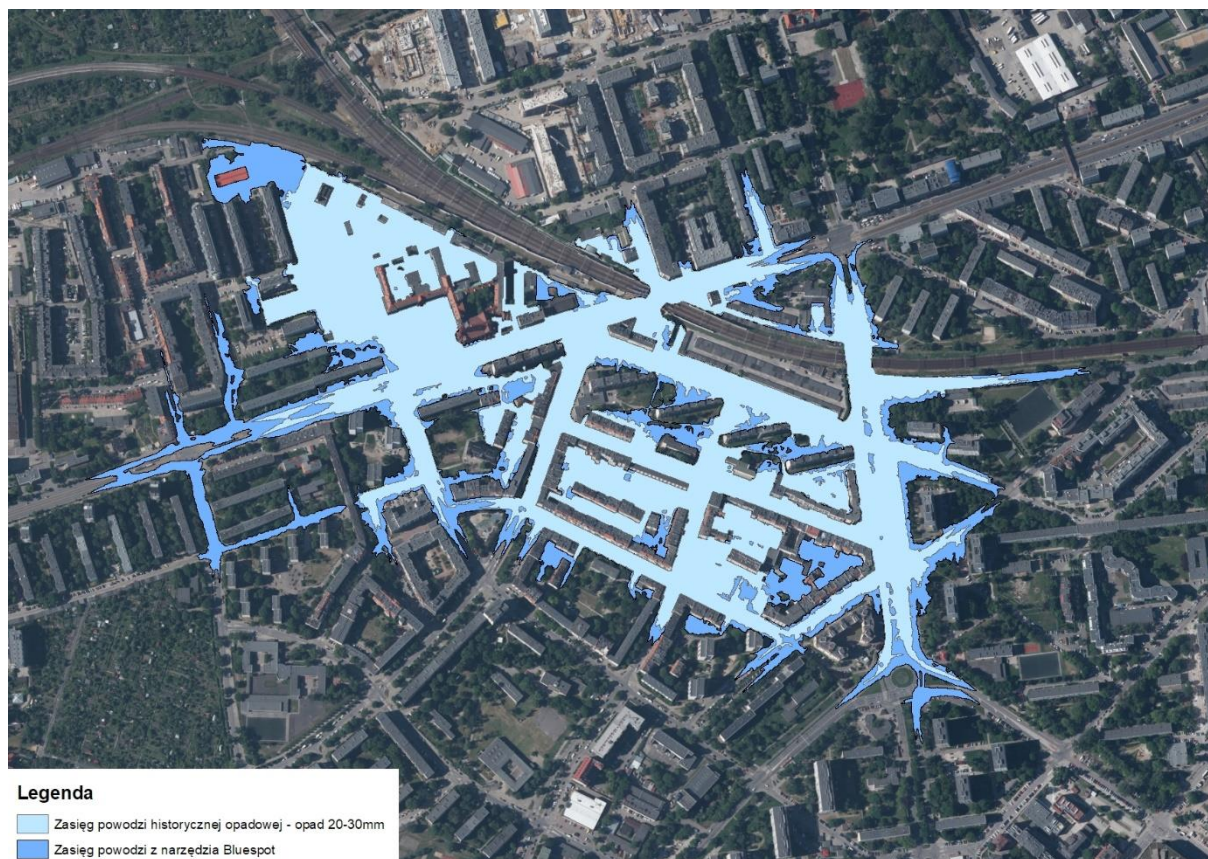 Legenda
Zasięg powodzi historycznej opadowej - opad 20-30mm
Zasięg powodzi z narzędzia Bluespot